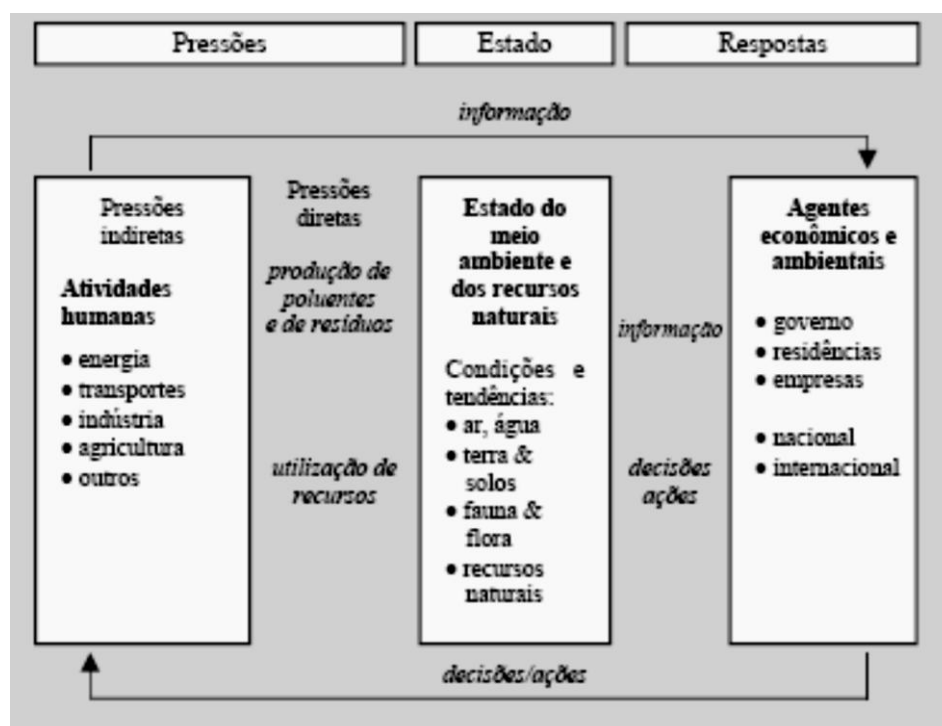 Pressões
Estado
Respostas
informação
Pressões
indiretas
Atividades
humanas
• energia
• transportes
• indústria
• agricultura
• outros
Pressões
diretas
produção de
poluentes
e de resíduos
utilização de
recursos
Estado do
meio
ambiente e
dos recursos
naturais
Condições e
tendências:
• ar, água
• terra &
solos
• fauna &
flora
• recursos
naturais
informação
decisões
ações
Agentes
econômicos e
ambientais
• governo
• residências
• empresas
• nacional
• internacional
decisões/ações